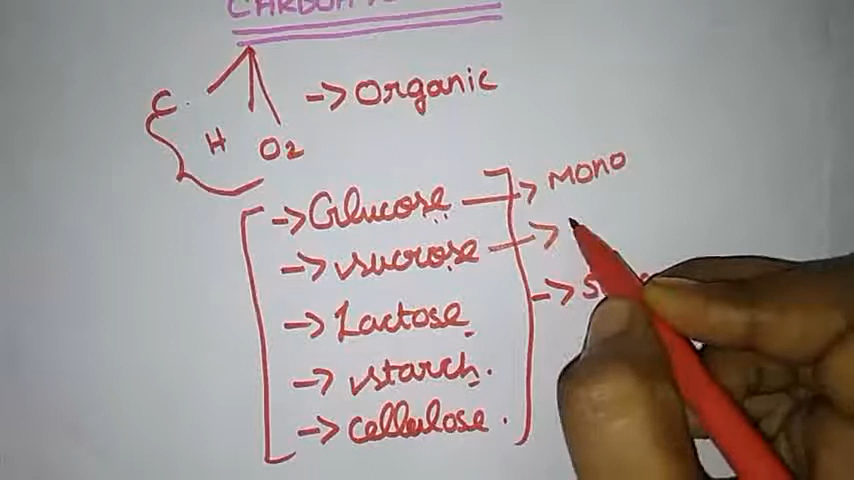 C -> Organic
H O2
-> Glucose -> Mono
-> sucrose ->
-> Lactose ->
-> starch.
-> cellulose.